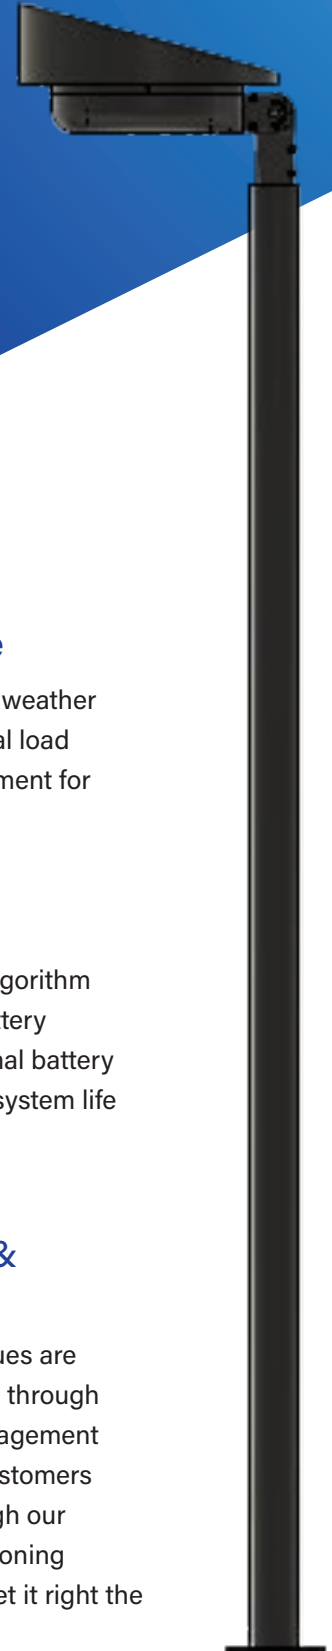 e
weather
al load
ment for
gorithm
ttery
nal battery
system life
&
ues are
through
agement
stomers
gh our
oning
et it right the